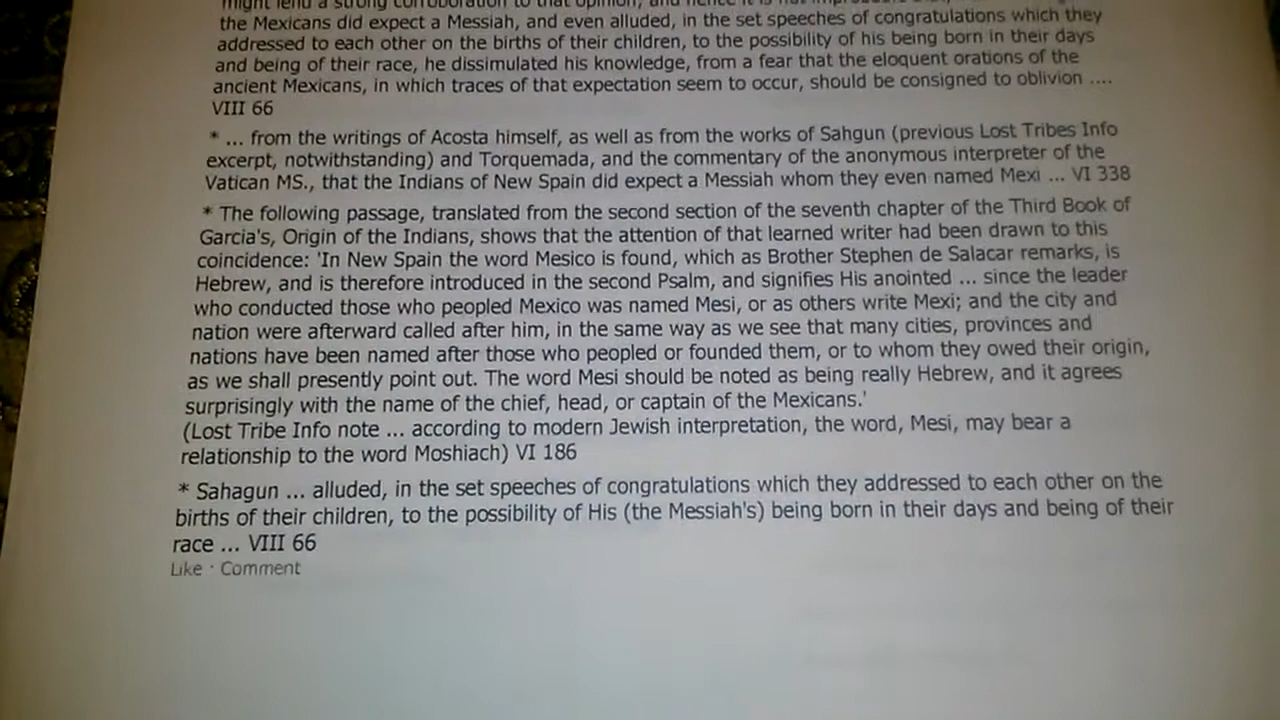 might lend a strong corroboration to that opinion, and hence it is not improbable that,
the Mexicans did expect a Messiah, and even alluded, in the set speeches of congratulations which they
addressed to each other on the births of their children, to the possibility of his being born in their days
and being of their race, he dissimulated his knowledge, from a fear that the eloquent orations of the
ancient Mexicans, in which traces of that expectation seem to occur, should be consigned to oblivion ....
VIII 66
* ... from the writings of Acosta himself, as well as from the works of Sahgun (previous Lost Tribes Info
excerpt, notwithstanding) and Torquemada, and the commentary of the anonymous interpreter of the
Vatican MS., that the Indians of New Spain did expect a Messiah whom they even named Mexi ... VI 338
* The following passage, translated from the second section of the seventh chapter of the Third Book of
Garcia's, Origin of the Indians, shows that the attention of that learned writer had been drawn to this
coincidence: 'In New Spain the word Mesico is found, which as Brother Stephen de Salacar remarks, is
Hebrew, and is therefore introduced in the second Psalm, and signifies His anointed ... since the leader
who conducted those who peopled Mexico was named Mesi, or as others write Mexi; and the city and
nation were afterward called after him, in the same way as we see that many cities, provinces and
nations have been named after those who peopled or founded them, or to whom they owed their origin,
as we shall presently point out. The word Mesi should be noted as being really Hebrew, and it agrees
surprisingly with the name of the chief, head, or captain of the Mexicans.'
(Lost Tribe Info note ... according to modern Jewish interpretation, the word, Mesi, may bear a
relationship to the word Moshiach) VI 186
* Sahagun ... alluded, in the set speeches of congratulations which they addressed to each other on the
births of their children, to the possibility of His (the Messiah's) being born in their days and being of their
race ... VIII 66
Like · Comment